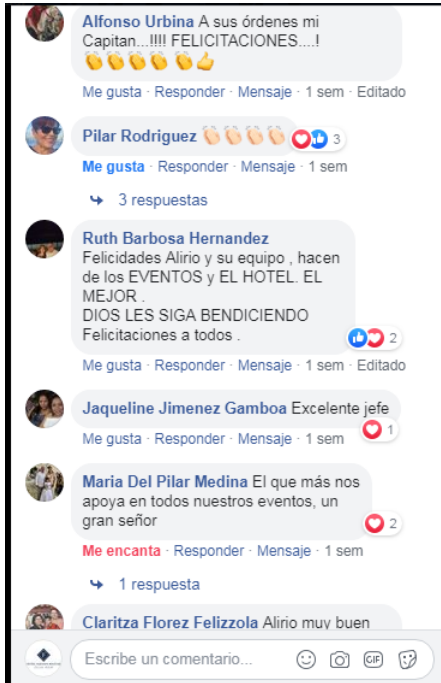 Alfonso Urbina A sus órdenes mi
Capitan...!!!! FELICITACIONES....!
👏👏👏👏 👏👍
Me gusta · Responder · Mensaje · 1 sem · Editado
Pilar Rodriguez 👏🏻👏🏻👏🏻👏🏻 3
Me gusta · Responder · Mensaje · 1 sem
3 respuestas
Ruth Barbosa Hernandez
Felicidades Alirio y su equipo , hacen
de los EVENTOS y EL HOTEL. EL
MEJOR .
DIOS LES SIGA BENDICIENDO
Felicitaciones a todos .
2
Me gusta · Responder · Mensaje · 1 sem · Editado
Jaqueline Jimenez Gamboa Excelente jefe
1
Me gusta · Responder · Mensaje · 1 sem
Maria Del Pilar Medina El que más nos
apoya en todos nuestros eventos, un
gran señor
2
Me encanta · Responder · Mensaje · 1 sem
1 respuesta
Claritza Florez Felizzola Alirio muy buen
Escribe un comentario...
GIF